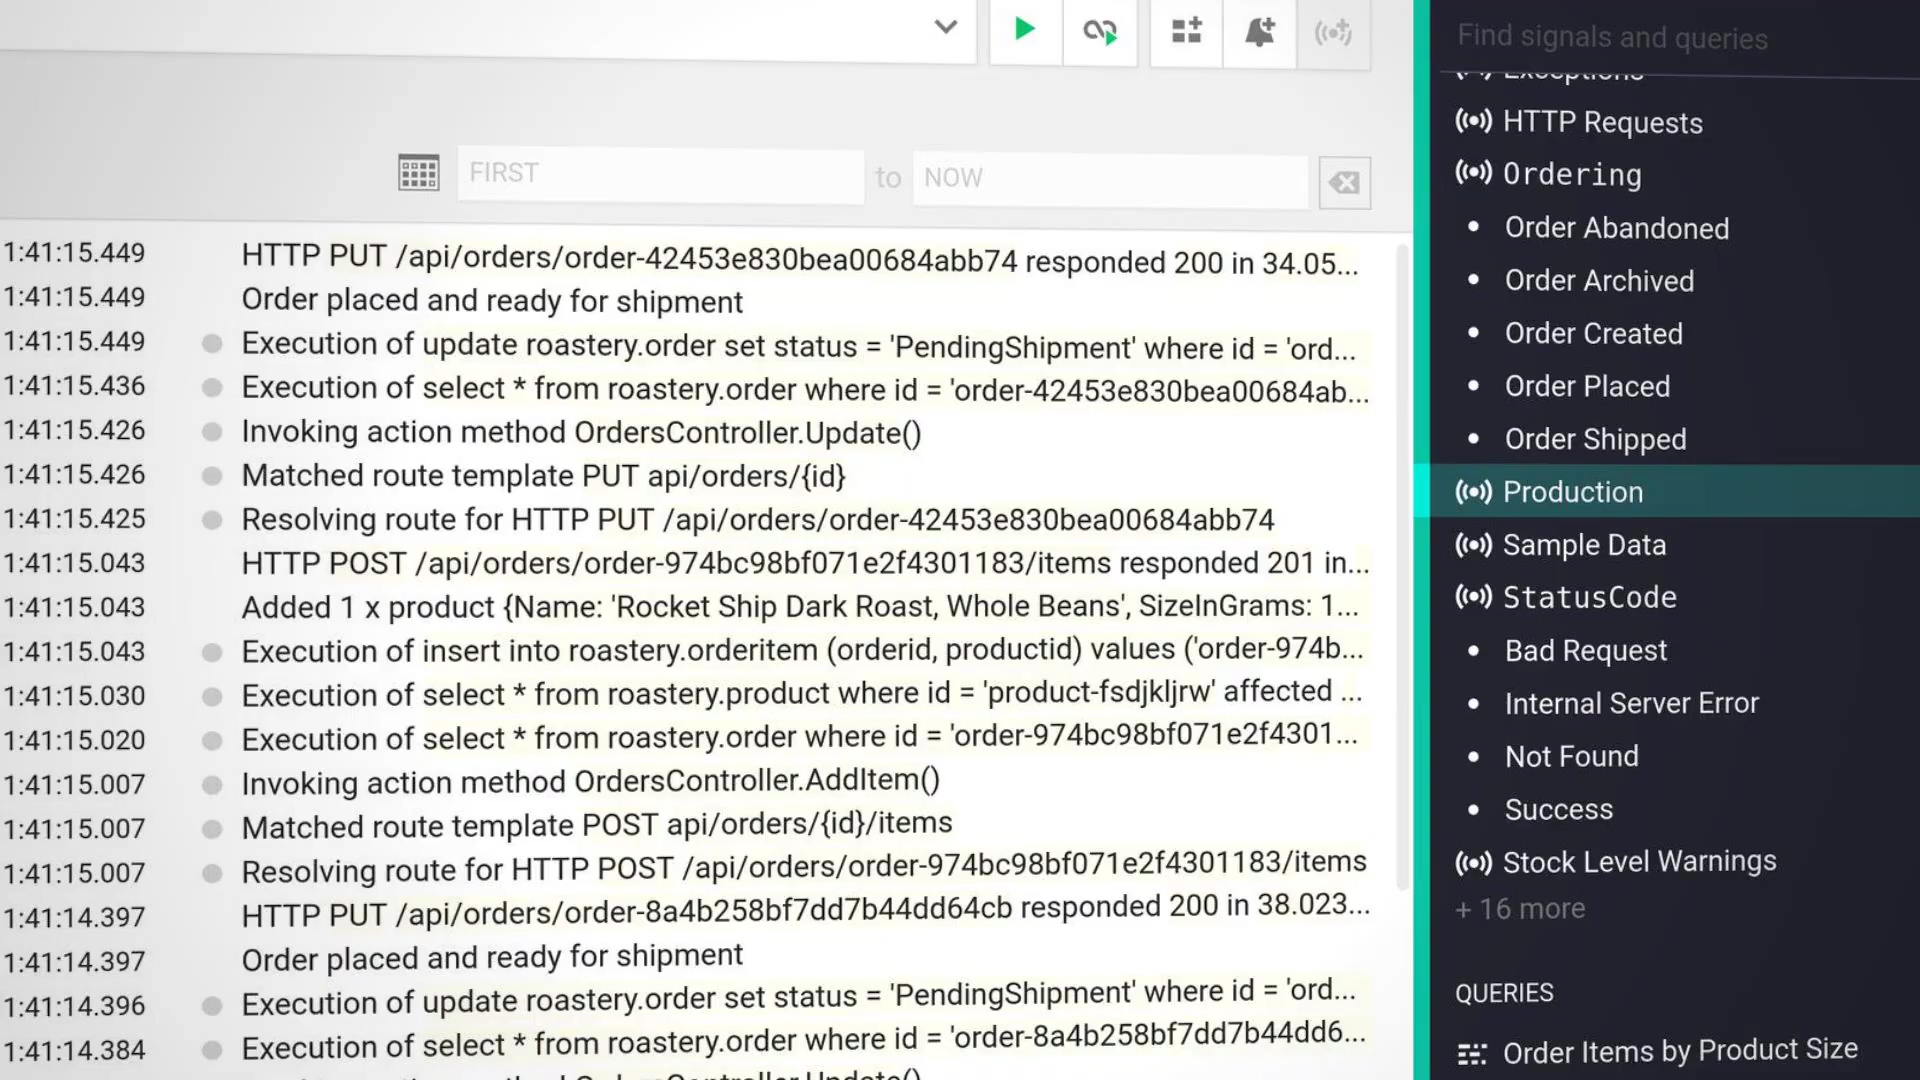 FIRST to NOW
1:41:15.449 HTTP PUT /api/orders/order-42453e830bea00684abb74 responded 200 in 34.05...
1:41:15.449 Order placed and ready for shipment
1:41:15.449 Execution of update roastery.order set status = 'PendingShipment' where id = 'ord...
1:41:15.436 Execution of select * from roastery.order where id = 'order-42453e830bea00684ab...
1:41:15.426 Invoking action method OrdersController.Update()
1:41:15.426 Matched route template PUT api/orders/{id}
1:41:15.425 Resolving route for HTTP PUT /api/orders/order-42453e830bea00684abb74
1:41:15.043 HTTP POST /api/orders/order-974bc98bf071e2f4301183/items responded 201 in...
1:41:15.043 Added 1 x product {Name: 'Rocket Ship Dark Roast, Whole Beans', SizeInGrams: 1...
1:41:15.043 Execution of insert into roastery.orderitem (orderid, productid) values ('order-974b...
1:41:15.030 Execution of select * from roastery.product where id = 'product-fsdjkljrw' affected ...
1:41:15.020 Execution of select * from roastery.order where id = 'order-974bc98bf071e2f4301...
1:41:15.007 Invoking action method OrdersController.AddItem()
1:41:15.007 Matched route template POST api/orders/{id}/items
1:41:15.007 Resolving route for HTTP POST /api/orders/order-974bc98bf071e2f4301183/items
1:41:14.397 HTTP PUT /api/orders/order-8a4b258bf7dd7b44dd64cb responded 200 in 38.023...
1:41:14.397 Order placed and ready for shipment
1:41:14.396 Execution of update roastery.order set status = 'PendingShipment' where id = 'ord...
1:41:14.384 Execution of select * from roastery.order where id = 'order-8a4b258bf7dd7b44dd6...
Find signals and queries
Exceptions
HTTP Requests
Ordering
• Order Abandoned
• Order Archived
• Order Created
• Order Placed
• Order Shipped
Production
Sample Data
StatusCode
• Bad Request
• Internal Server Error
• Not Found
• Success
Stock Level Warnings
+ 16 more
QUERIES
Order Items by Product Size